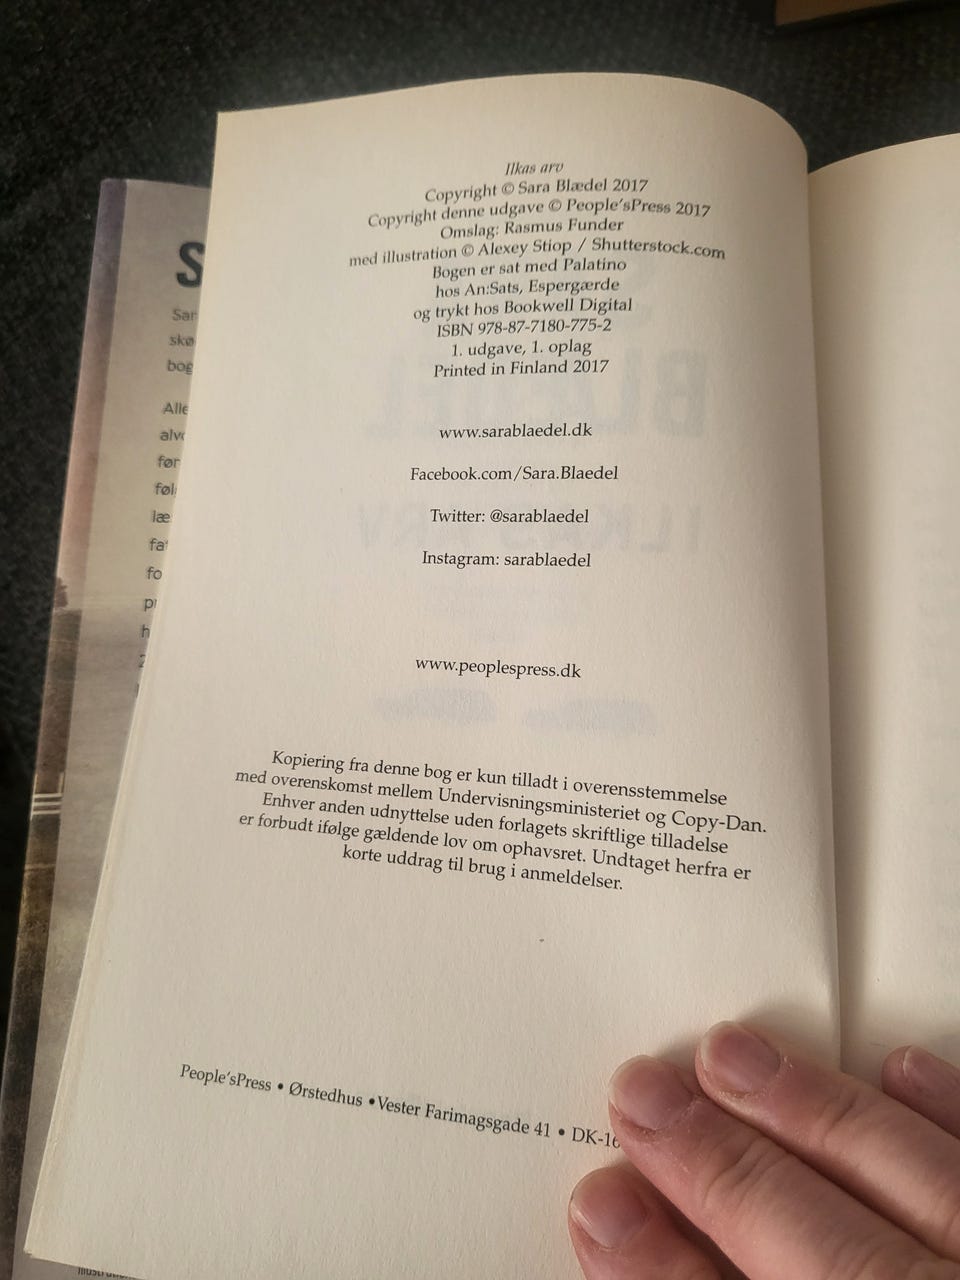 Ilkas arv
Copyright © Sara Blædel 2017
Copyright denne udgave © People'sPress 2017
Omslag: Rasmus Funder
med illustration © Alexey Stiop / Shutterstock.com
Bogen er sat med Palatino
hos An:Sats, Espergærde
og trykt hos Bookwell Digital
ISBN 978-87-7180-775-2
1. udgave, 1. oplag
Printed in Finland 2017
www.sarablaedel.dk
Facebook.com/Sara.Blaedel
Twitter: @sarablaedel
Instagram: sarablaedel
www.peoplespress.dk
Kopiering fra denne bog er kun tilladt i overensstemmelse
med overenskomst mellem Undervisningsministeriet og Copy-Dan.
Enhver anden udnyttelse uden forlagets skriftlige tilladelse
er forbudt ifølge gældende lov om ophavsret. Undtaget herfra er
korte uddrag til brug i anmeldelser.
People'sPress • Ørstedhus • Vester Farimagsgade 41 • DK-16